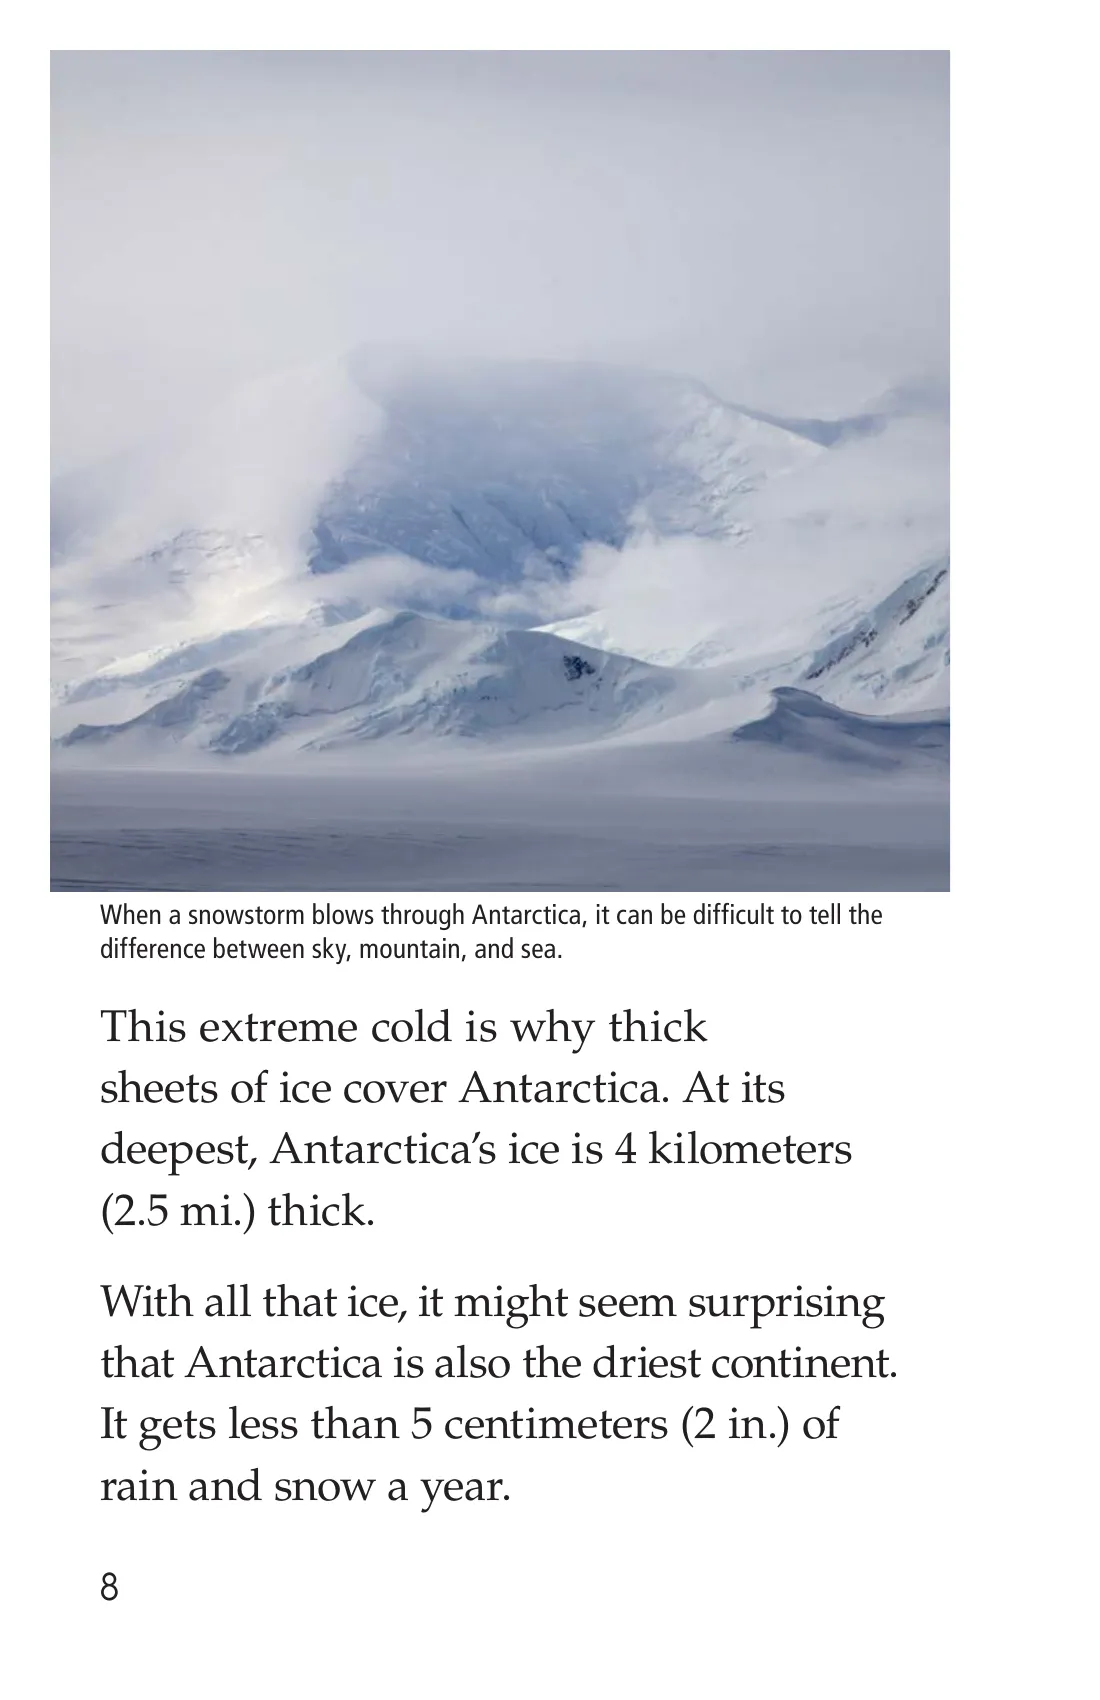 When a snowstorm blows through Antarctica, it can be difficult to tell the
difference between sky, mountain, and sea.
This extreme cold is why thick
sheets of ice cover Antarctica. At its
deepest, Antarctica’s ice is 4 kilometers
(2.5 mi.) thick.
With all that ice, it might seem surprising
that Antarctica is also the driest continent.
It gets less than 5 centimeters (2 in.) of
rain and snow a year.
8